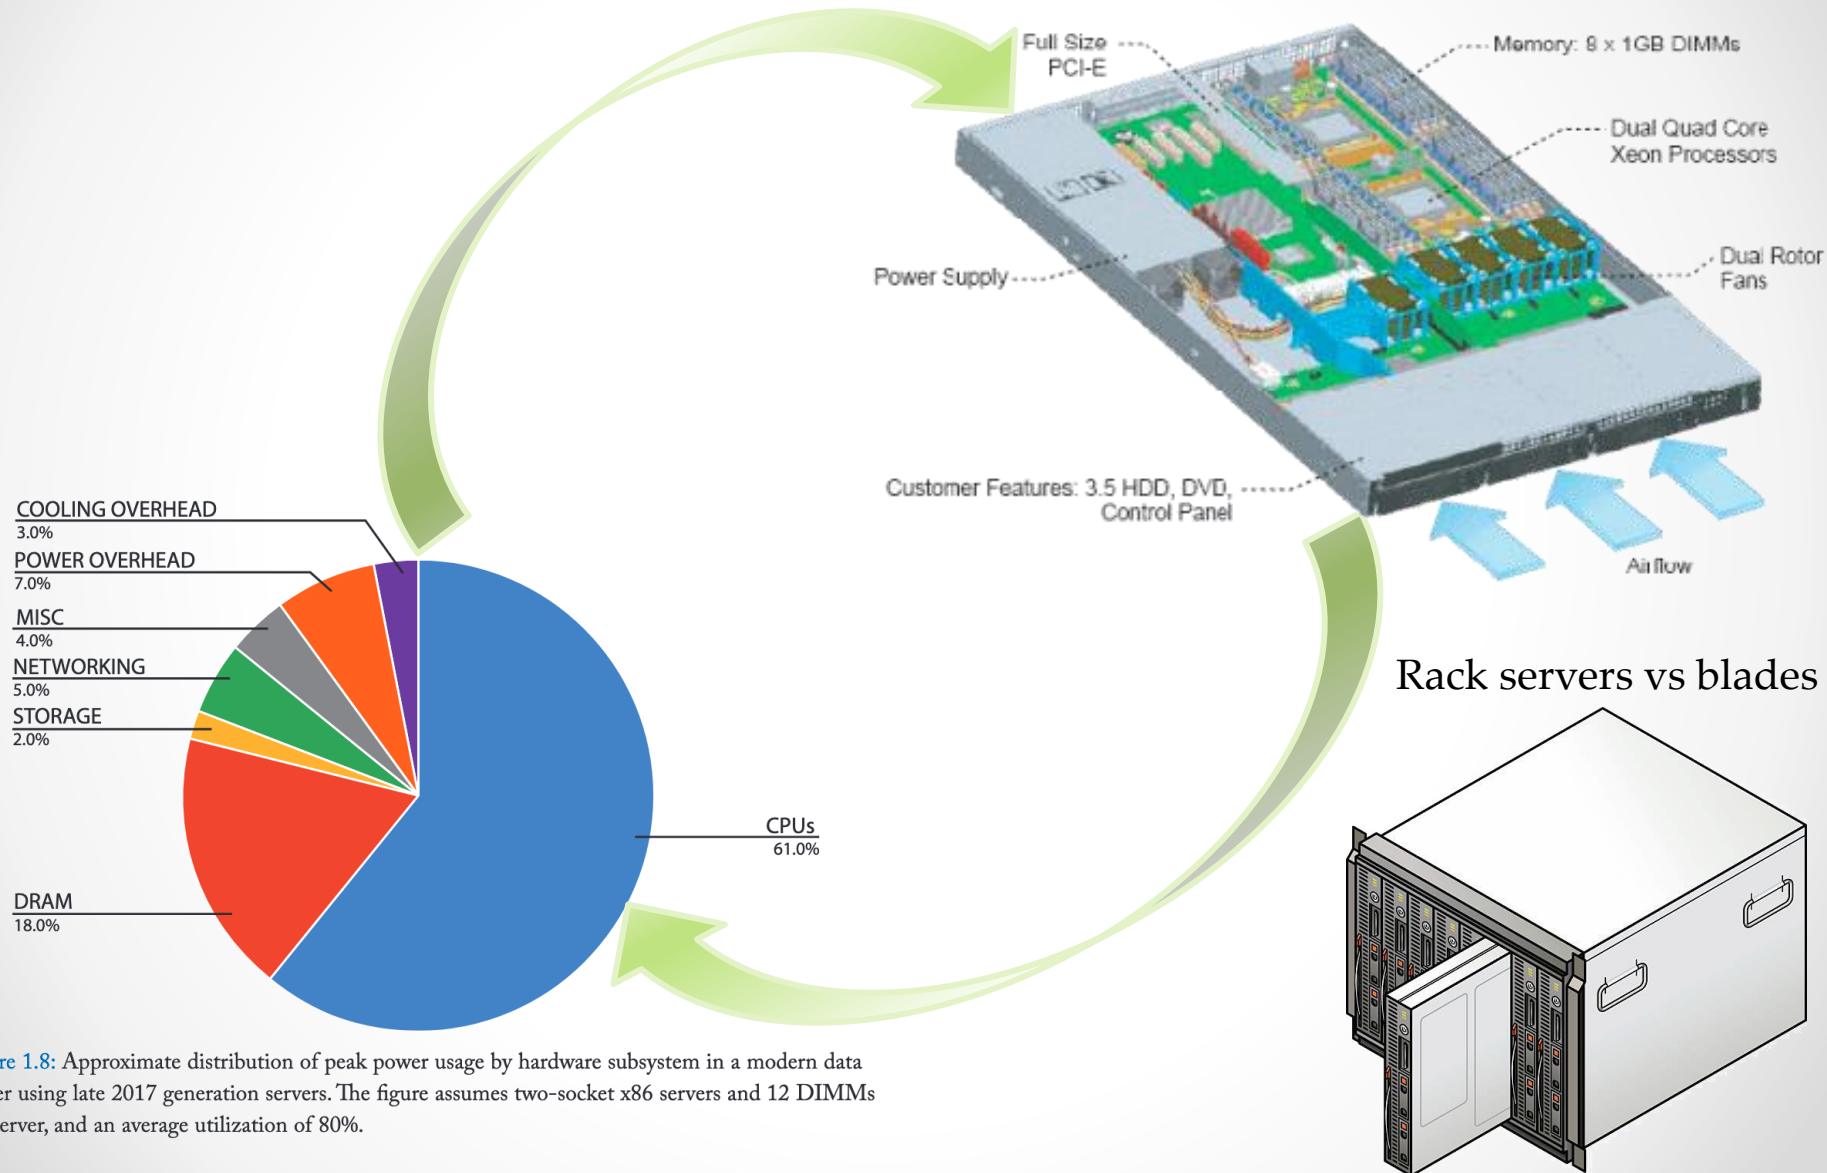 Full Size
PCI-E
Memory: 8 x 1GB DIMMs
Dual Quad Core
Xeon Processors
Power Supply
Dual Rotor
Fans
Customer Features: 3.5 HDD, DVD,
Control Panel
Airflow
COOLING OVERHEAD
3.0%
POWER OVERHEAD
7.0%
MISC
4.0%
NETWORKING
5.0%
STORAGE
2.0%
DRAM
18.0%
CPUs
61.0%
Rack servers vs blades
re 1.8: Approximate distribution of peak power usage by hardware subsystem in a modern data
er using late 2017 generation servers. The figure assumes two-socket x86 servers and 12 DIMMs
erver, and an average utilization of 80%.